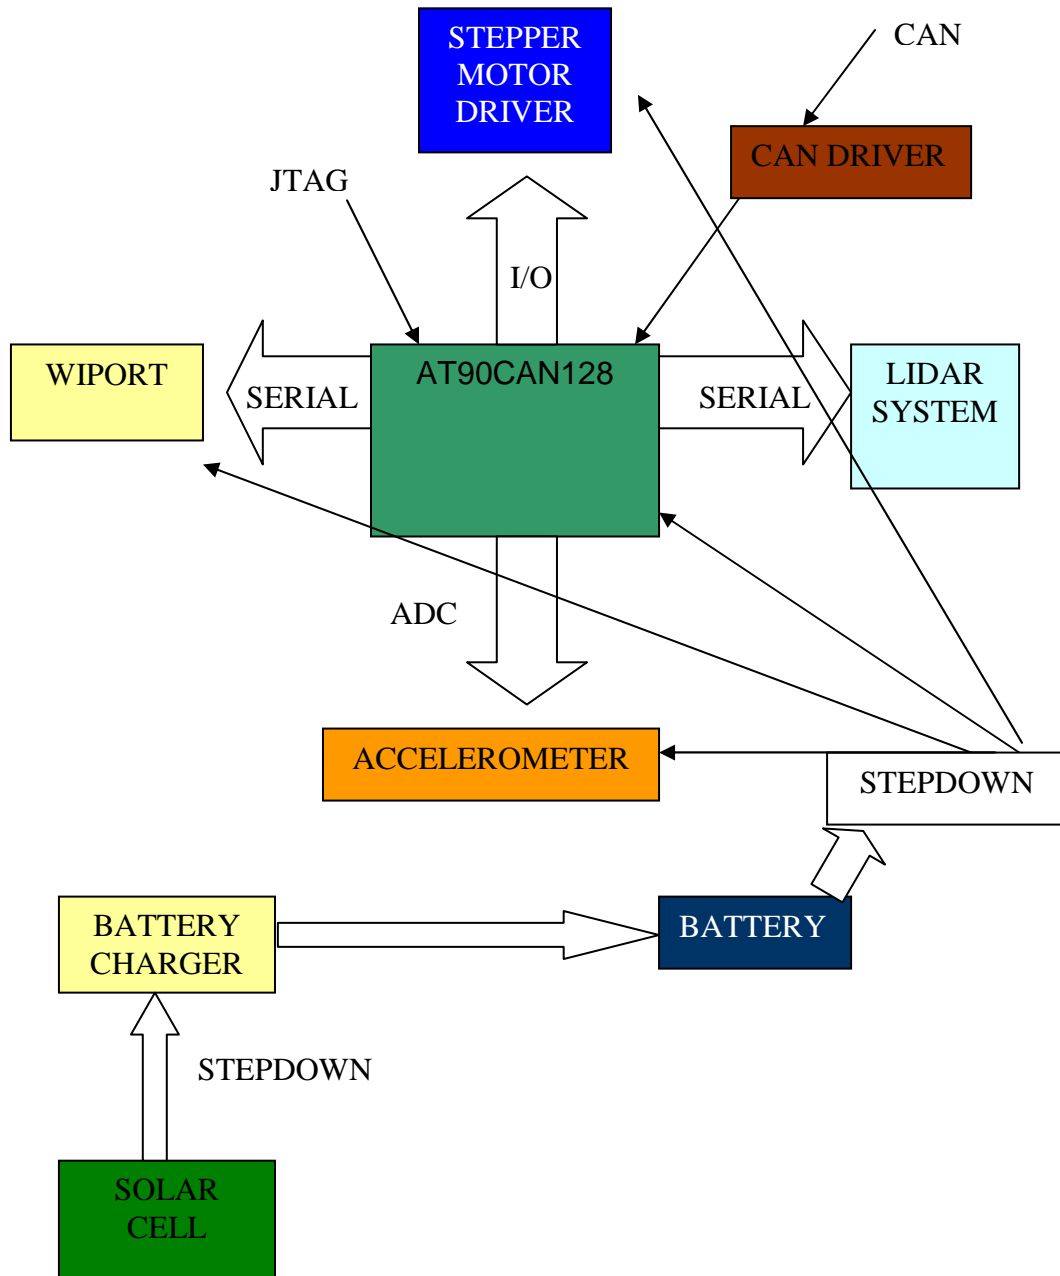 STEPPER
MOTOR
DRIVER
CAN
CAN DRIVER
JTAG
I/O
WIPORT
SERIAL
AT90CAN128
SERIAL
LIDAR
SYSTEM
ADC
ACCELEROMETER
STEPDOWN
BATTERY
CHARGER
BATTERY
STEPDOWN
SOLAR
CELL